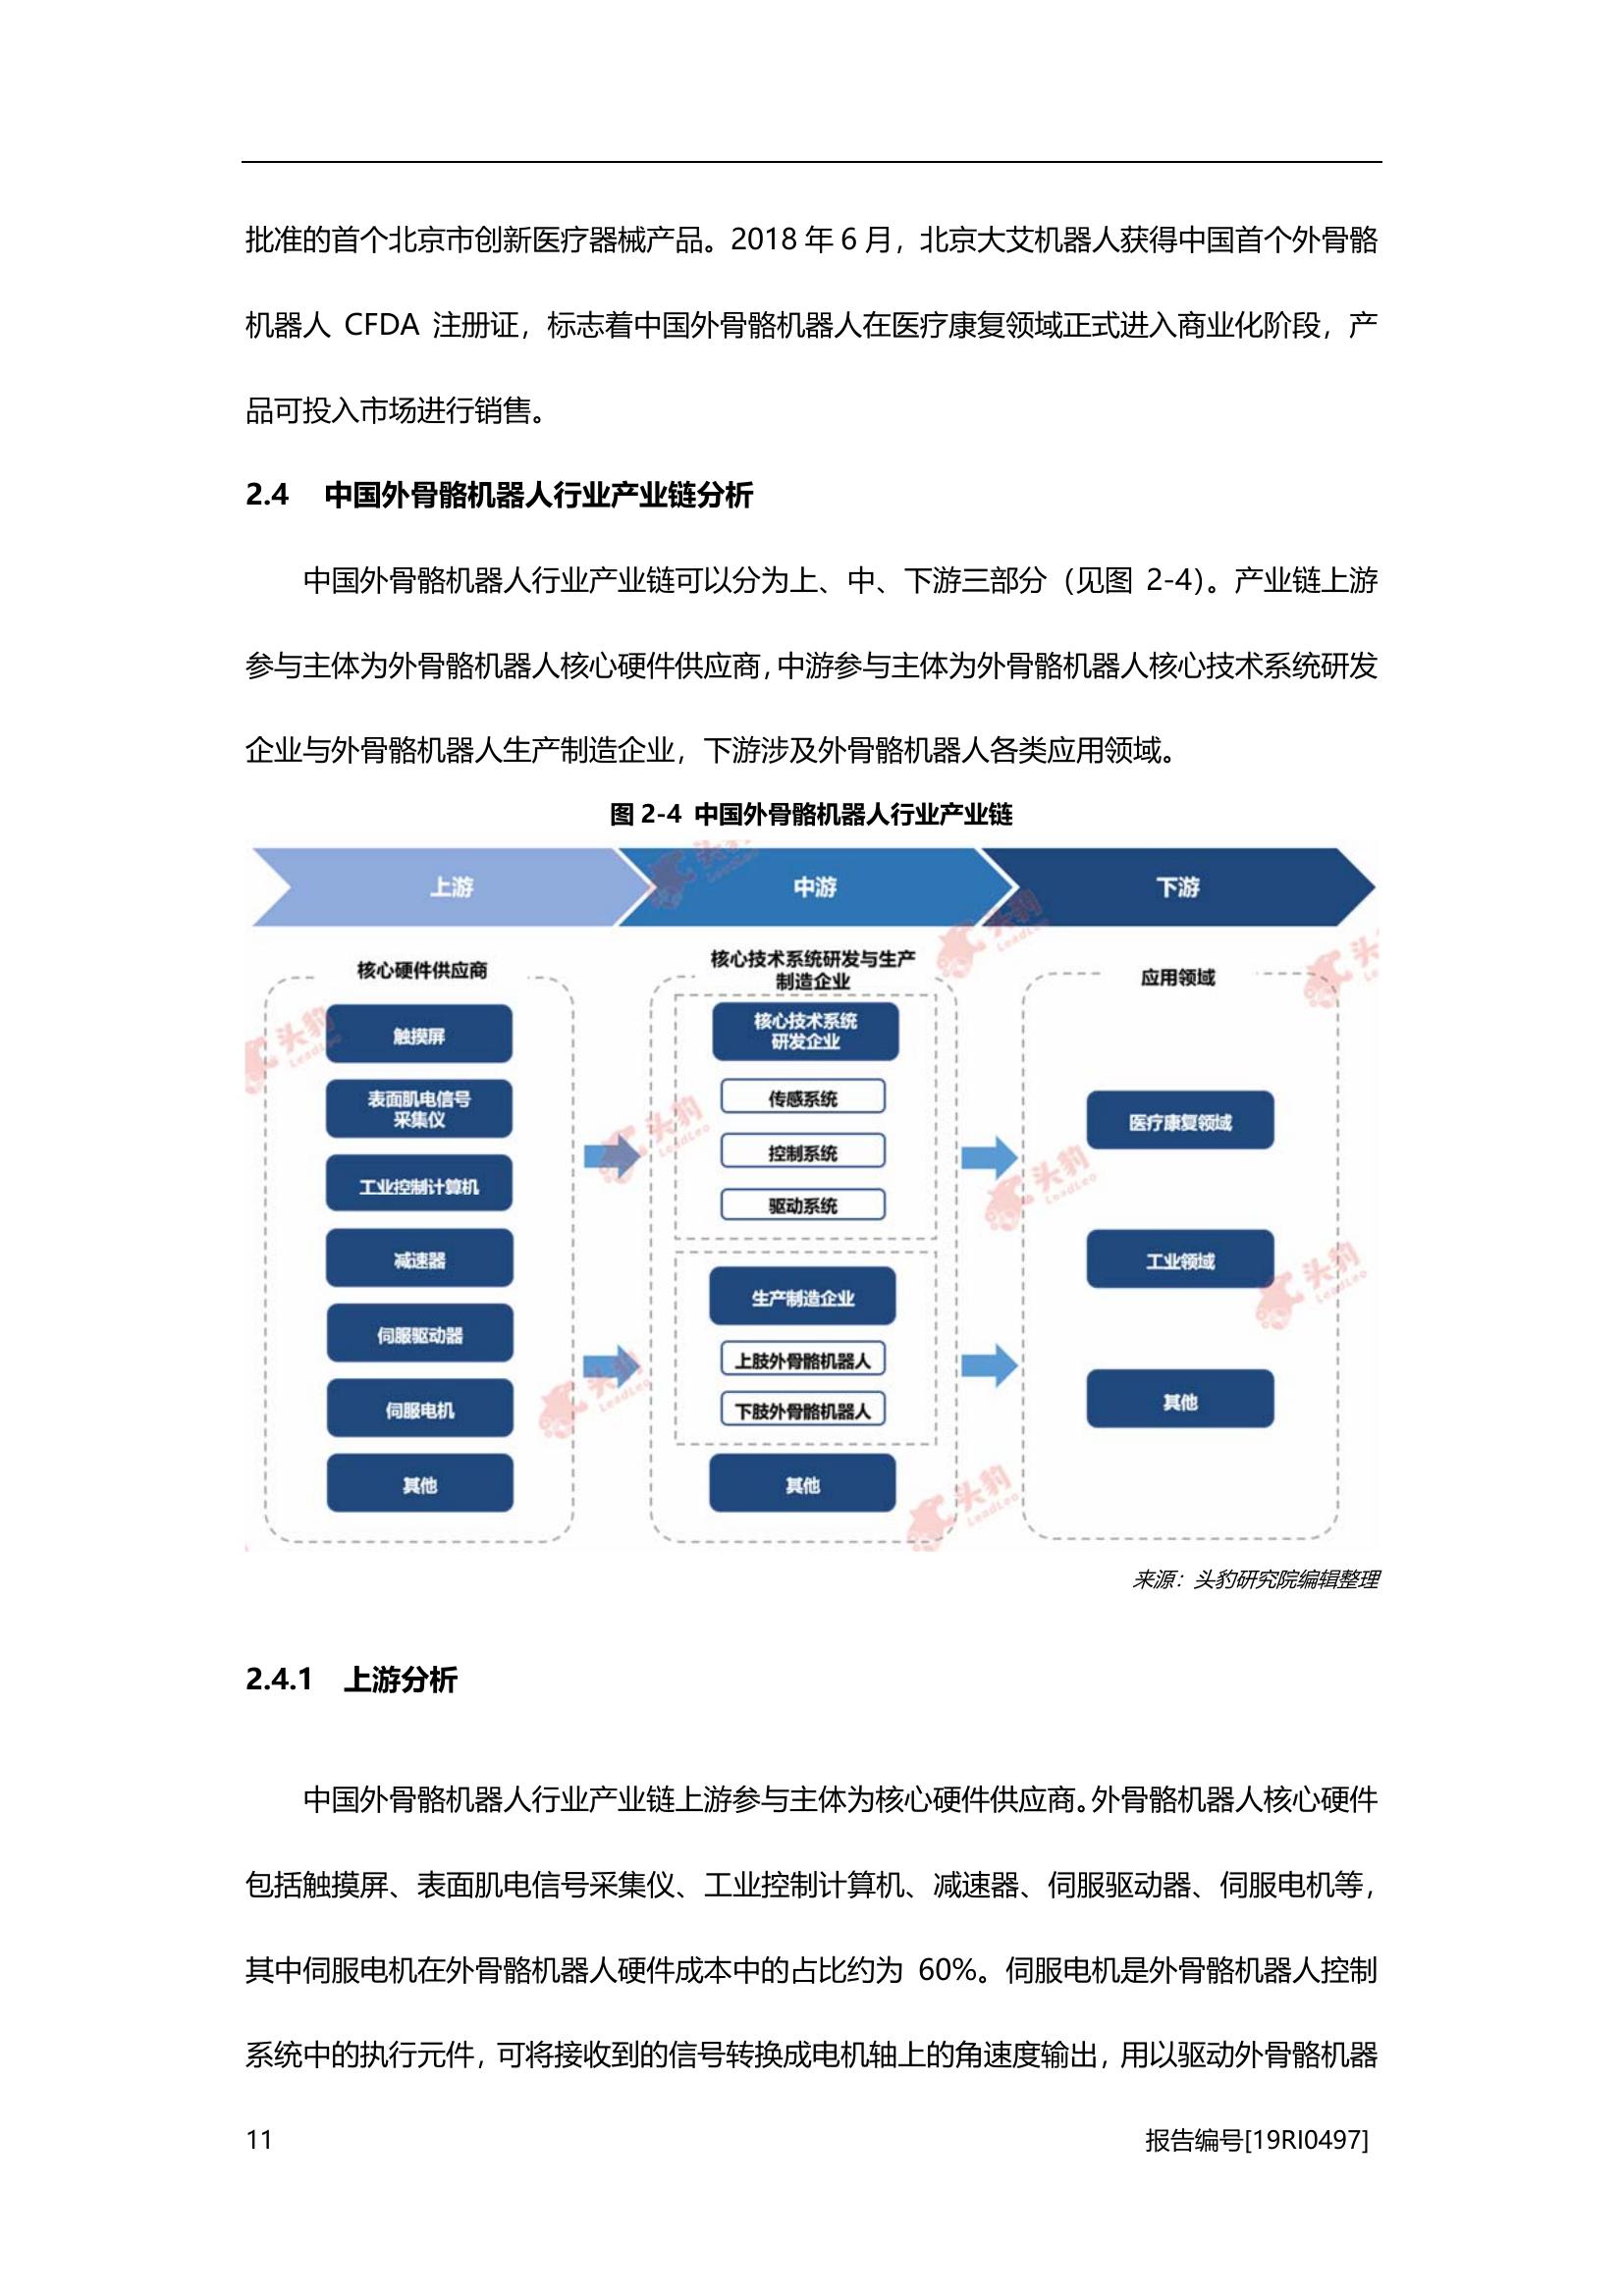 批准的首个北京市创新医疗器械产品。2018 年 6 月，北京大艾机器人获得中国首个外骨骼
机器人 CFDA 注册证，标志着中国外骨骼机器人在医疗康复领域正式进入商业化阶段，产
品可投入市场进行销售。
2.4 中国外骨骼机器人行业产业链分析
中国外骨骼机器人行业产业链可以分为上、中、下游三部分（见图 2-4）。产业链上游
参与主体为外骨骼机器人核心硬件供应商，中游参与主体为外骨骼机器人核心技术系统研发
企业与外骨骼机器人生产制造企业，下游涉及外骨骼机器人各类应用领域。
图 2-4 中国外骨骼机器人行业产业链
上游
中游
下游
核心硬件供应商
触摸屏
表面肌电信号
采集仪
工业控制计算机
减速器
伺服驱动器
伺服电机
其他
核心技术系统研发与生产
制造企业
核心技术系统
研发企业
传感系统
控制系统
驱动系统
生产制造企业
上肢外骨骼机器人
下肢外骨骼机器人
其他
应用领域
医疗康复领域
工业领域
其他
头豹
LeadLeo
头豹
LeadLeo
头豹
LeadLeo
头豹
头豹
LeadLeo
头豹
LeadLeo
头豹
LeadLeo
头豹
LeadLeo
头豹
LeadLeo
来源：头豹研究院编辑整理
2.4.1 上游分析
中国外骨骼机器人行业产业链上游参与主体为核心硬件供应商。外骨骼机器人核心硬件
包括触摸屏、表面肌电信号采集仪、工业控制计算机、减速器、伺服驱动器、伺服电机等，
其中伺服电机在外骨骼机器人硬件成本中的占比约为 60%。伺服电机是外骨骼机器人控制
系统中的执行元件，可将接收到的信号转换成电机轴上的角速度输出，用以驱动外骨骼机器
11
报告编号[19RI0497]